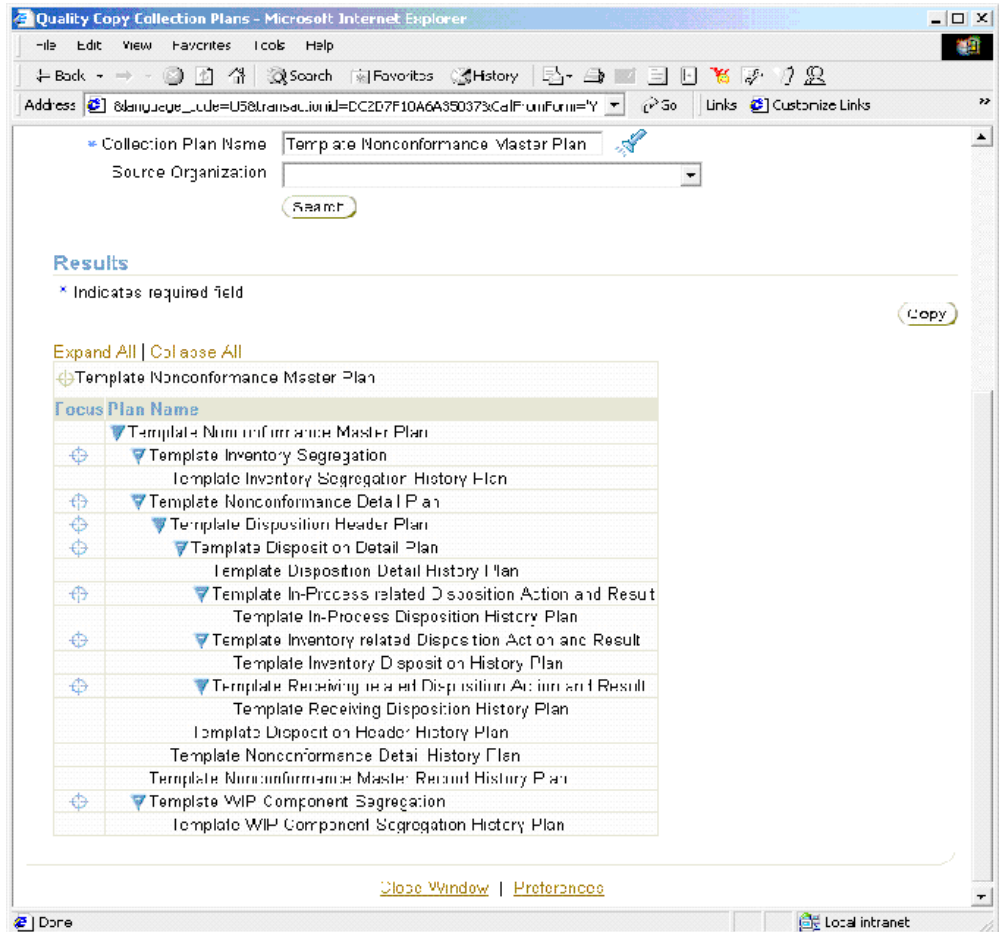 Quality Copy Collection Plans - Microsoft Internet Explorer
File Edit View Favorites Tools Help
Back Search Favorites History
Address &language_code=US&transactionid=DC2D7F10A6A35037&CallFromForm='Y Go Links Customize Links »
* Collection Plan Name Template Nonconformance Master Plan
Source Organization
Search
Results
* Indicates required field
Copy
Expand All | Collapse All
Template Nonconformance Master Plan
Focus Plan Name
Template Nonconformance Master Plan
Template Inventory Segregation
Template Inventory Segregation History Plan
Template Nonconformance Detail Plan
Template Disposition Header Plan
Template Disposition Detail Plan
Template Disposition Detail History Plan
Template In-Process related Disposition Action and Result
Template In-Process Disposition History Plan
Template Inventory related Disposition Action and Result
Template Inventory Disposition History Plan
Template Receiving related Disposition Action and Result
Template Receiving Disposition History Plan
Template Disposition Header History Plan
Template Nonconformance Detail History Plan
Template Nonconformance Master Record History Plan
Template WIP Component Segregation
Template WIP Component Segregation History Plan
Close Window | Preferences
Done Local intranet